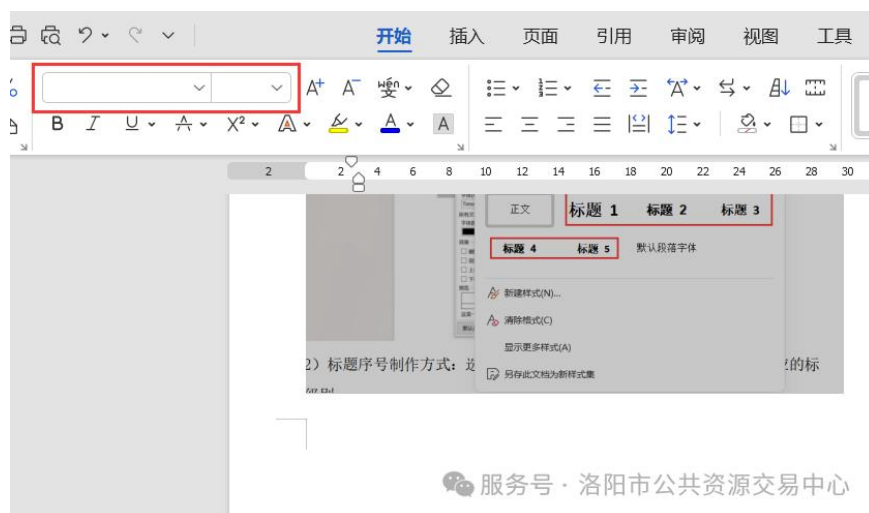 开始 插入 页面 引用 审阅 视图 工具
A+ A- wén 变
B I U A X² A A A
2 2 4 6 8 10 12 14 16 18 20 22 24 26 28 30
正文 标题 1 标题 2 标题 3
标题 4 标题 5 默认段落字体
新建样式(N)...
清除格式(C)
显示更多样式(A)
另存此文档为新样式集
2）标题序号制作方式：
的标
服务号 · 洛阳市公共资源交易中心